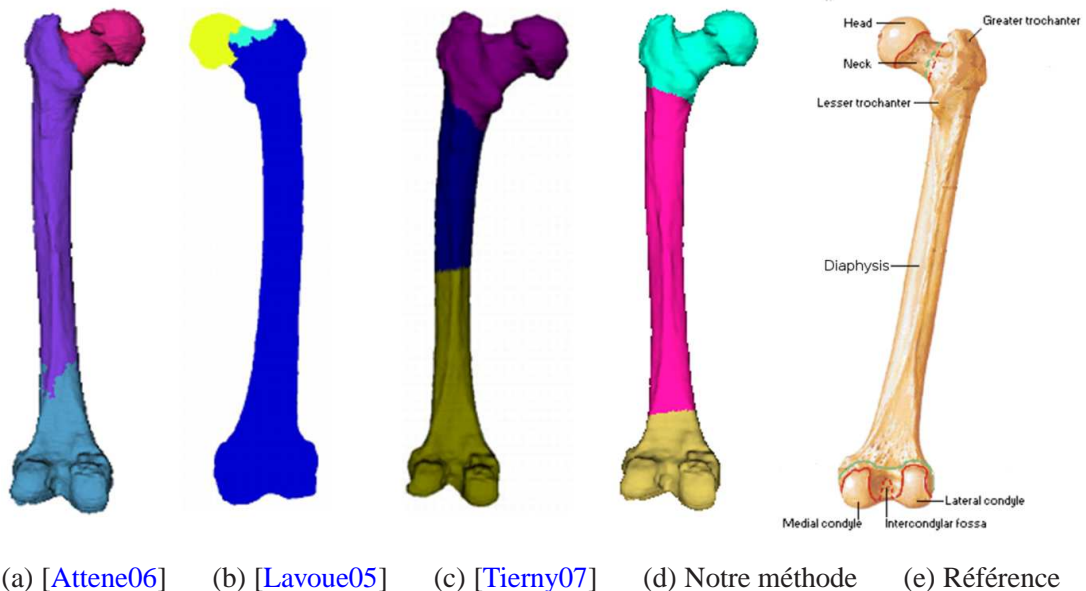 Head
Greater trochanter
Neck
Lesser trochanter
Diaphysis
Lateral condyle
Medial condyle
Intercondylar fossa
(a) [Attene06]
(b) [Lavoue05]
(c) [Tierny07]
(d) Notre méthode
(e) Référence